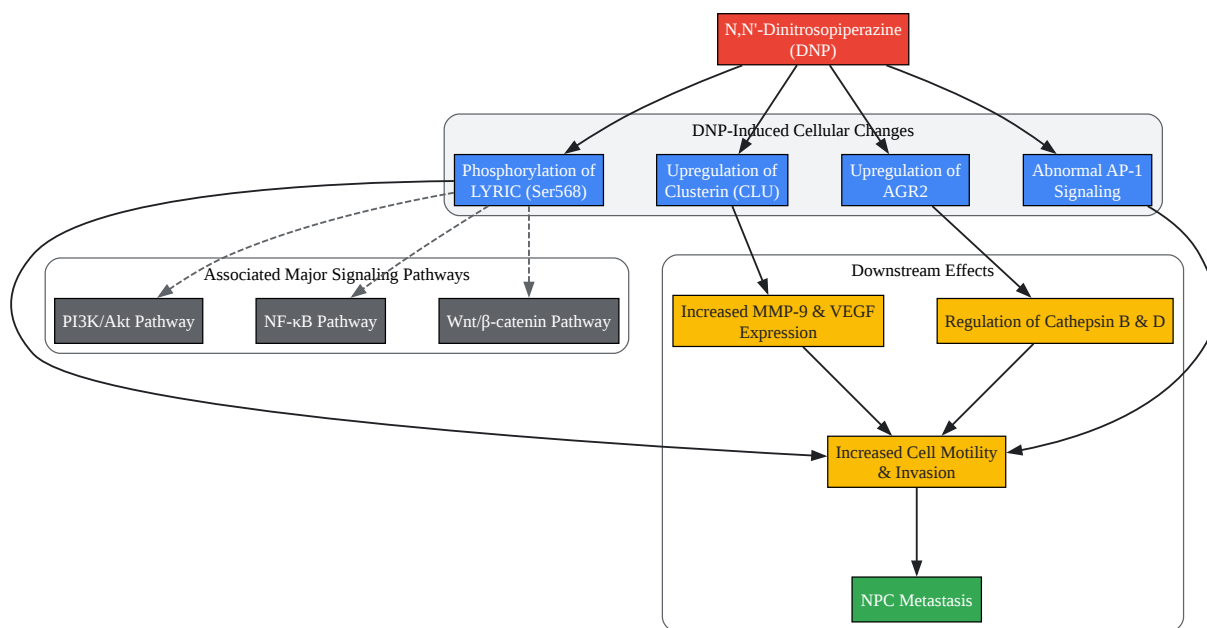 N,N'-Dinitrosopiperazine
(DNP)
DNP-Induced Cellular Changes
Phosphorylation of
LYRIC (Ser568)
Upregulation of
Clusterin (CLU)
Upregulation of
AGR2
Abnormal AP-1
Signaling
Associated Major Signaling Pathways
PI3K/Akt Pathway
NF-κB Pathway
Wnt/β-catenin Pathway
Downstream Effects
Increased MMP-9 & VEGF
Expression
Regulation of Cathepsin B & D
Increased Cell Motility
& Invasion
NPC Metastasis